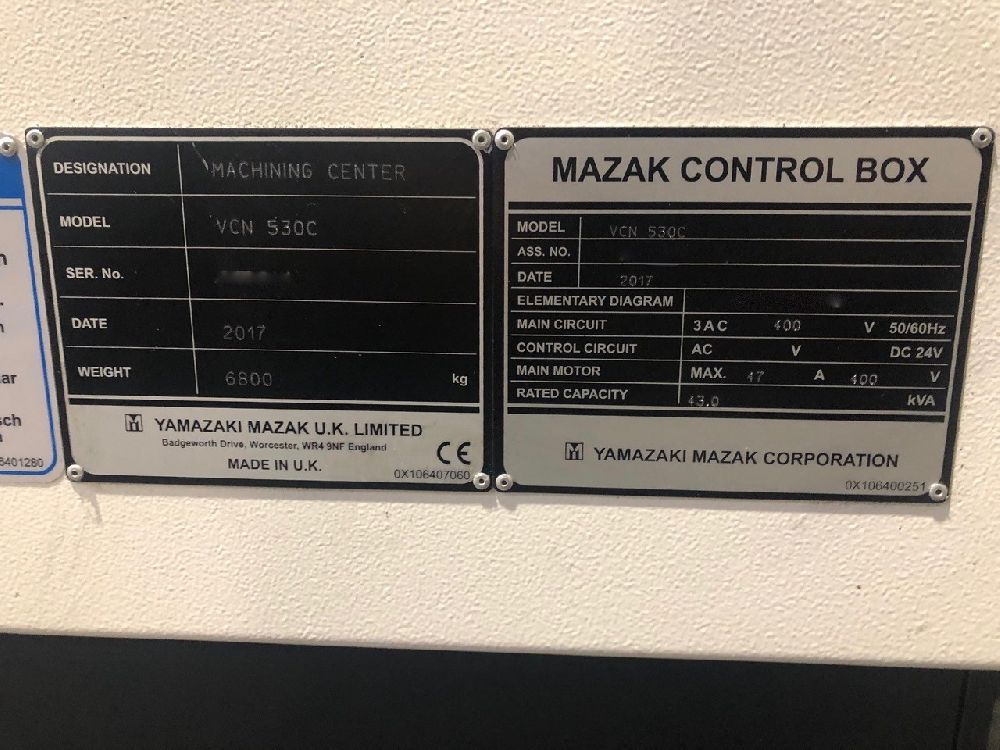 DESIGNATION MACHINING CENTER
MODEL VCN 530C
SER. No.
DATE 2017
WEIGHT 6800 kg
YAMAZAKI MAZAK U.K. LIMITED
Badgeworth Drive, Worcester, WR4 9NF England
MADE IN U.K.
CE
0X106407060
MAZAK CONTROL BOX
MODEL VCN 530C
ASS. NO.
DATE 2017
ELEMENTARY DIAGRAM
MAIN CIRCUIT 3AC 400 V 50/60Hz
CONTROL CIRCUIT AC V DC 24V
MAIN MOTOR MAX. 47 A 400 V
RATED CAPACITY 43.0 kVA
YAMAZAKI MAZAK CORPORATION
0X106400251